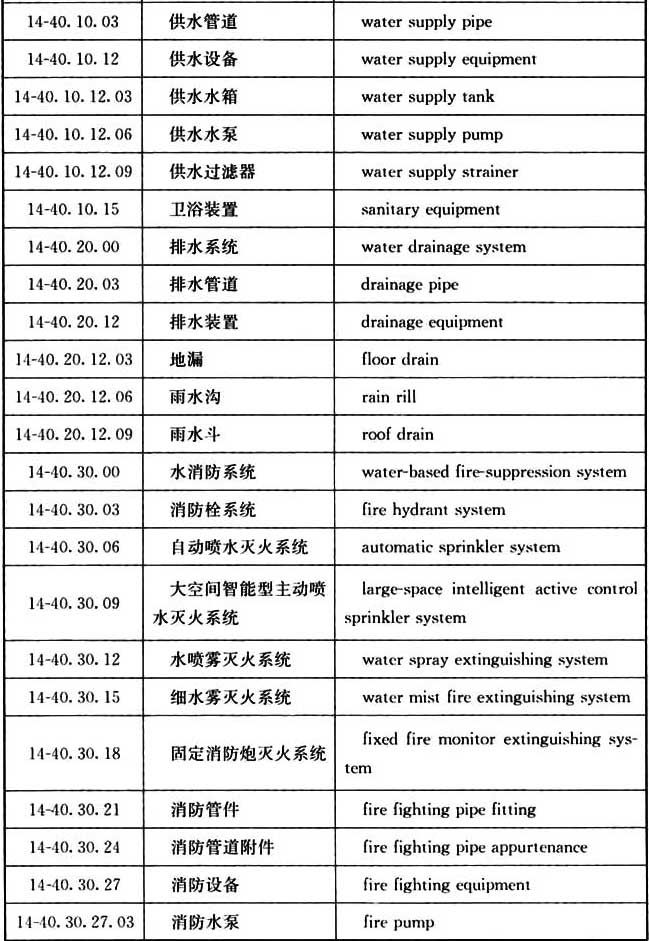 14-40. 10. 03 供水管道 water supply pipe
14-40. 10. 12 供水设备 water supply equipment
14-40. 10. 12. 03 供水水箱 water supply tank
14-40. 10. 12. 06 供水水泵 water supply pump
14-40. 10. 12. 09 供水过滤器 water supply strainer
14-40. 10. 15 卫浴装置 sanitary equipment
14-40. 20. 00 排水系统 water drainage system
14-40. 20. 03 排水管道 drainage pipe
14-40. 20. 12 排水装置 drainage equipment
14-40. 20. 12. 03 地漏 floor drain
14-40. 20. 12. 06 雨水沟 rain rill
14-40. 20. 12. 09 雨水斗 roof drain
14-40. 30. 00 水消防系统 water-based fire-suppression system
14-40. 30. 03 消防栓系统 fire hydrant system
14-40. 30. 06 自动喷水灭火系统 automatic sprinkler system
14-40. 30. 09
大空间智能型主动喷
水灭火系统
large-space intelligent active control
sprinkler system
14-40. 30. 12 水喷雾灭火系统 water spray extinguishing system
14-40. 30. 15 细水雾灭火系统 water mist fire extinguishing system
14-40. 30. 18 固定消防炮灭火系统
fixed fire monitor extinguishing sys-
tem
14-40. 30. 21 消防管件 fire fighting pipe fitting
14-40. 30. 24 消防管道附件 fire fighting pipe appurtenance
14-40. 30. 27 消防设备 fire fighting equipment
14-40. 30. 27. 03 消防水泵 fire pump